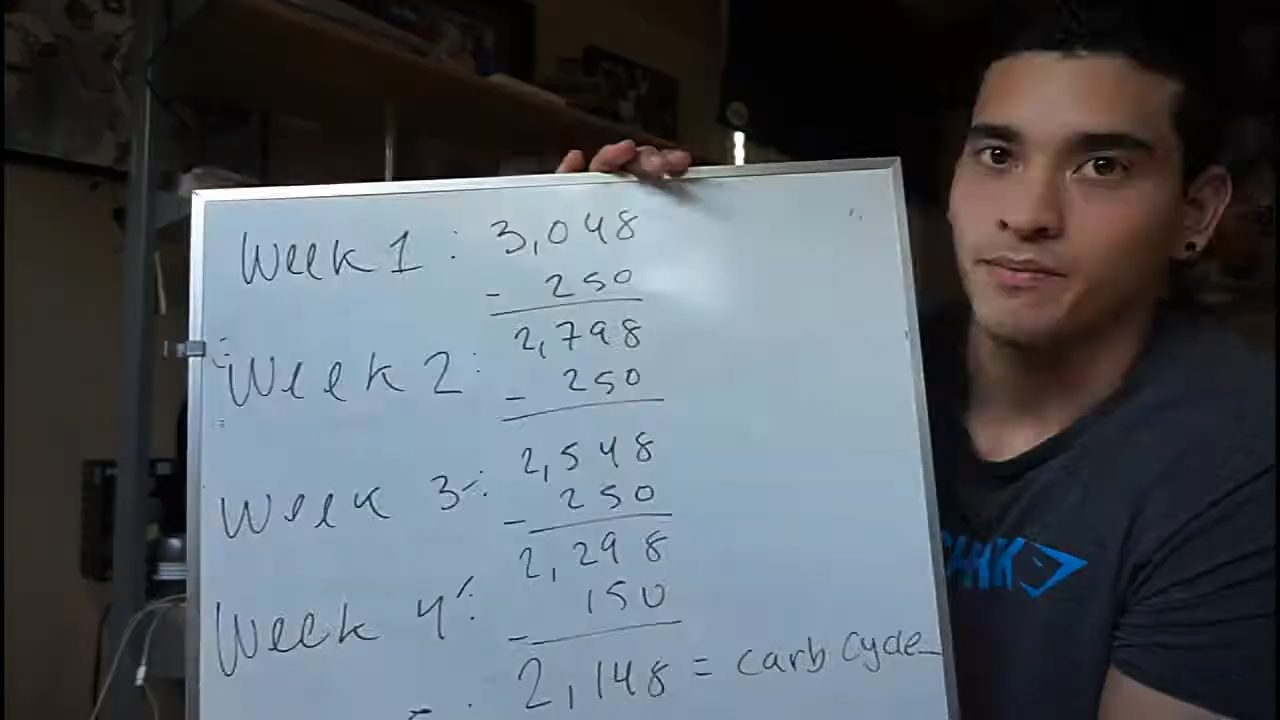 Week 1 : 3,048
- 250
2,798
Week 2 : - 250
2,548
Week 3 : - 250
2,298
Week 4 : - 150
2,148 = carb cycle